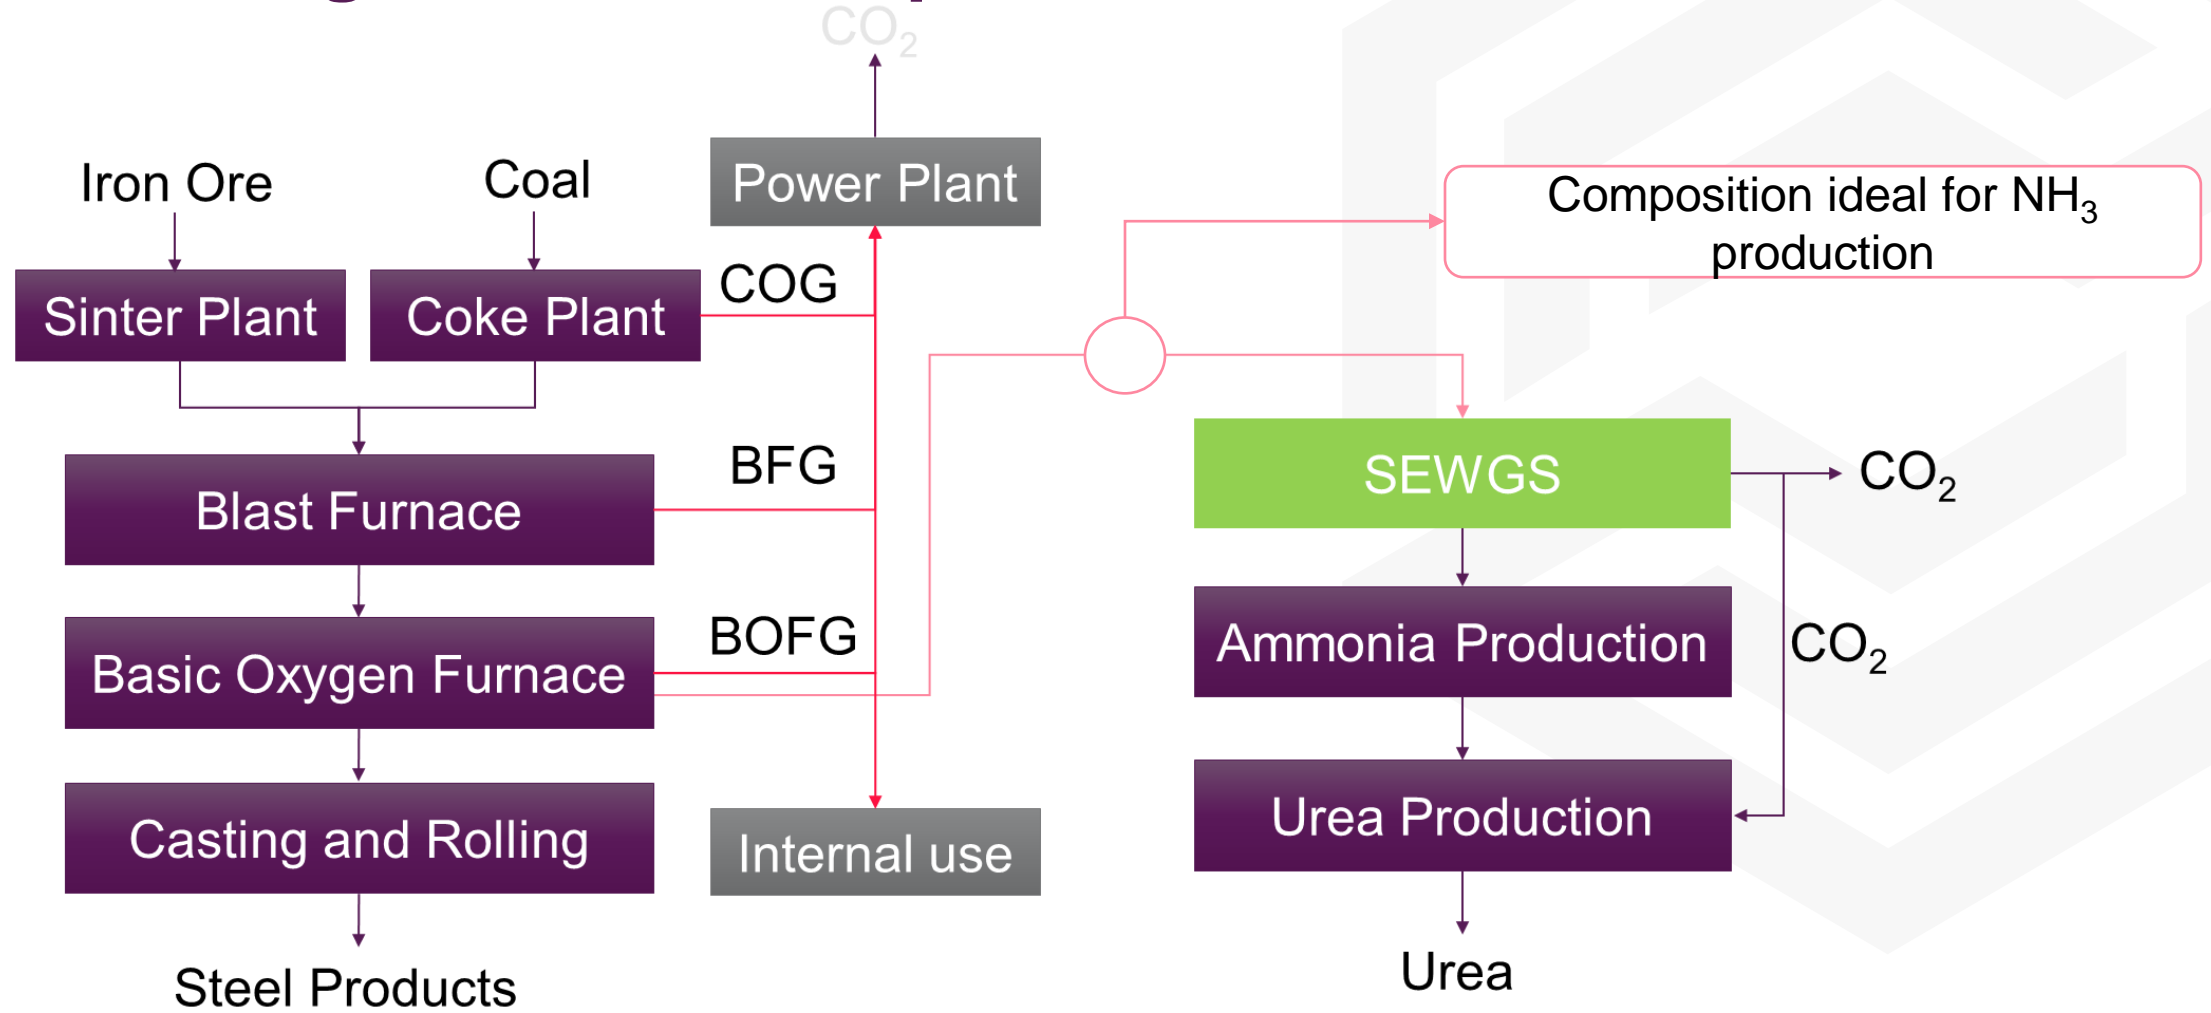 CO2
Power Plant
Iron Ore
Coal
Composition ideal for NH3
production
COG
Sinter Plant
Coke Plant
BFG
SEWGS
CO2
Blast Furnace
BOFG
Ammonia Production
CO2
Basic Oxygen Furnace
Urea Production
Casting and Rolling
Internal use
Urea
Steel Products